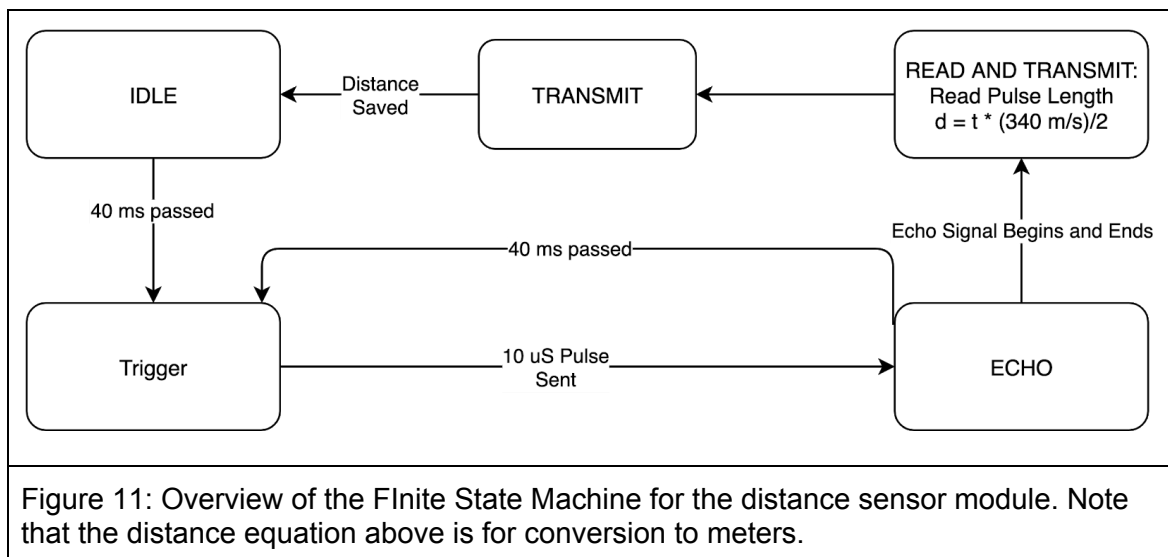 IDLE
Distance
Saved
TRANSMIT
READ AND TRANSMIT:
Read Pulse Length
d = t * (340 m/s)/2
40 ms passed
Echo Signal Begins and Ends
40 ms passed
Trigger
10 uS Pulse
Sent
ECHO
Figure 11: Overview of the FInite State Machine for the distance sensor module. Note
that the distance equation above is for conversion to meters.